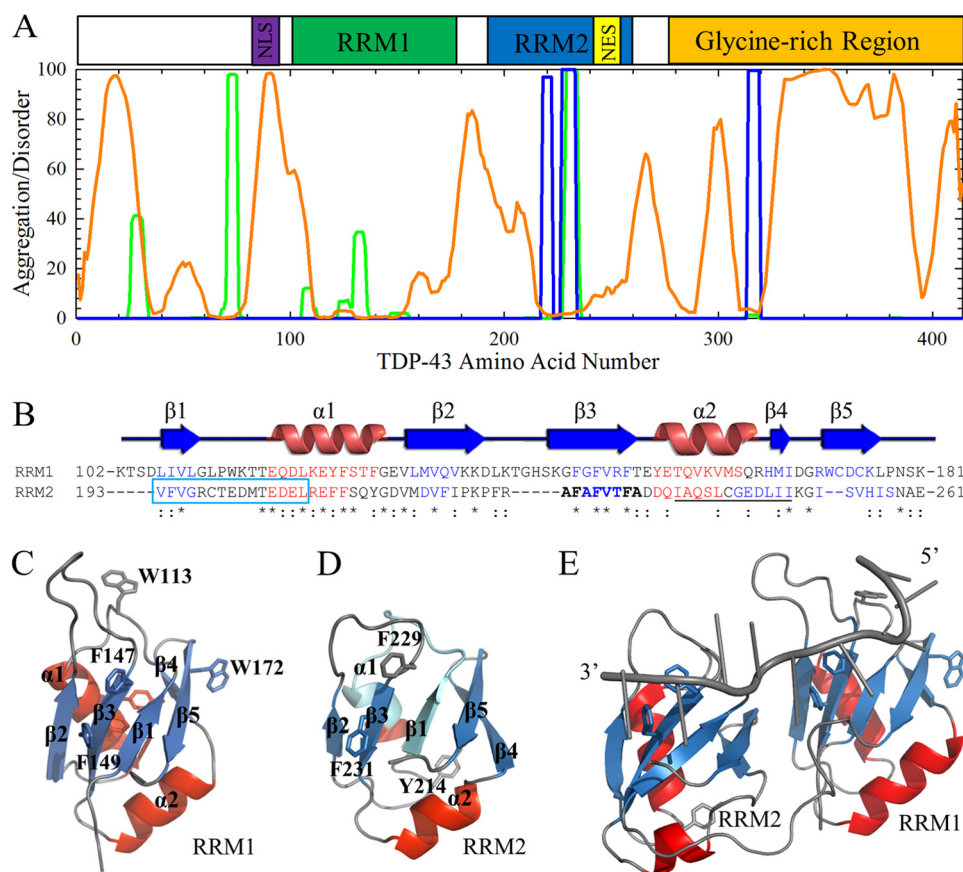 A
NLS
RRM1
RRM2
NES
Glycine-rich Region
Aggregation/Disorder
100
80
60
40
20
0
0
100
200
300
400
TDP-43 Amino Acid Number
B
β1
α1
β2
β3
α2
β4
β5
RRM1 102-KTSDLIVLGLPWKTTEQDLKEYFSTFGEVLMVQVKKDLKTGHSKGFGFVRFTEYETQVKVMSQRHMIDGRWCDCKLPNSK-181
RRM2 193-----VFVGRCTEDMTEDELREFFSQYGDVMDVFIPKPFR-----AFAFVTFADDQIAQSLCGEDLIIKGI--SVHISNAE-261
C
W113
F147
α1
β4
W172
β3
β2
β1
β5
F149
α2
RRM1
D
F229
α1
β2
β3
β1
β5
β4
F231
Y214
α2
RRM2
E
5’
3’
RRM2
RRM1